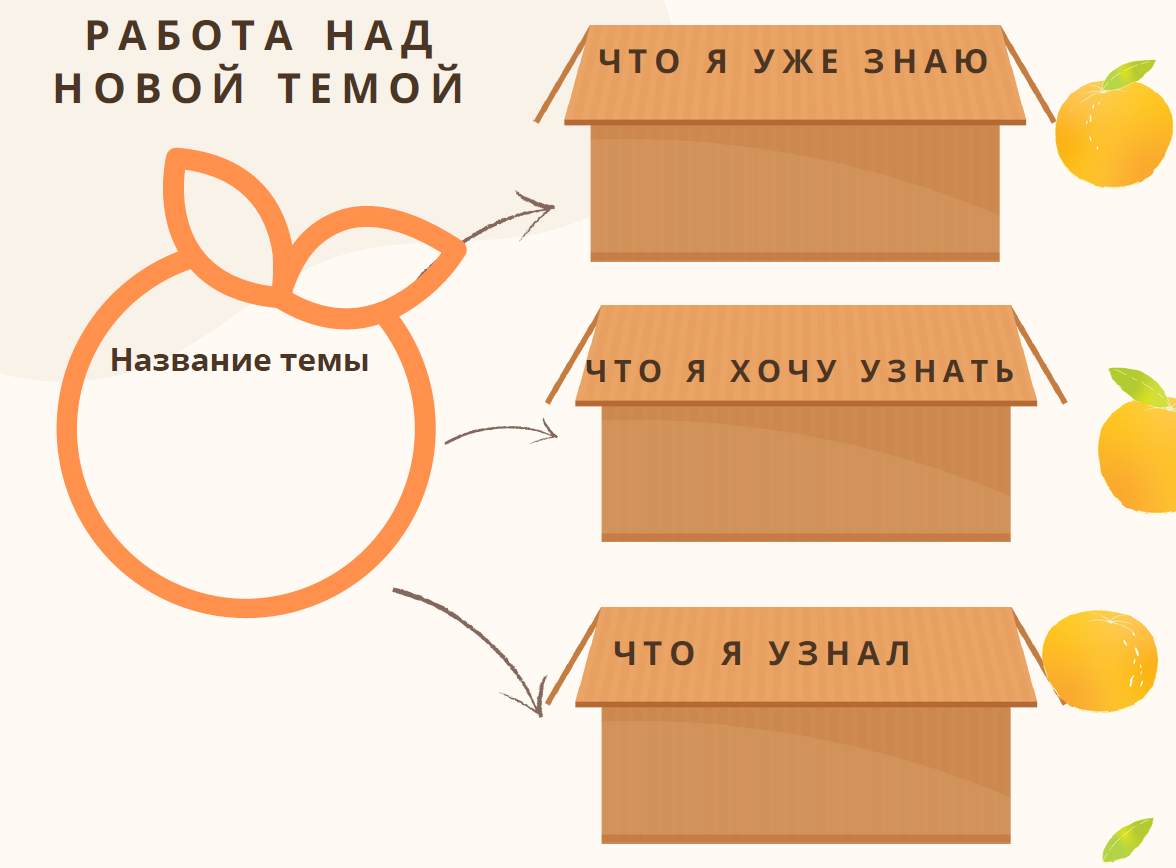 РАБОТА НАД
НОВОЙ ТЕМОЙ
Название темы
ЧТО Я УЖЕ ЗНАЮ
ЧТО Я ХОЧУ УЗНАТЬ
ЧТО Я УЗНАЛ